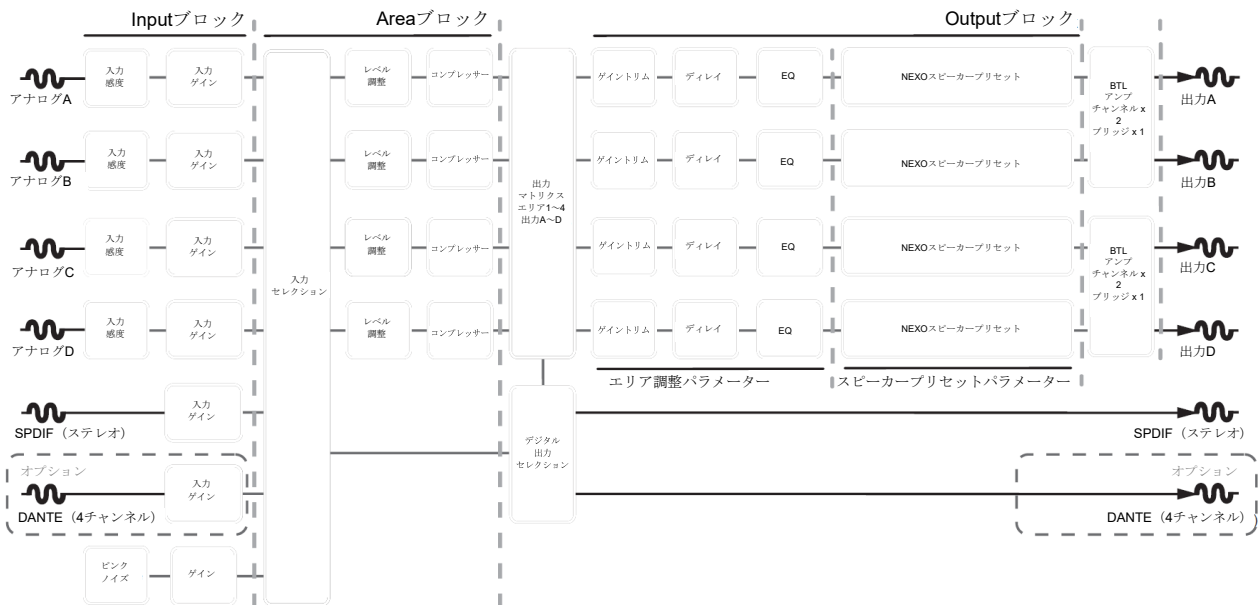 Inputブロック
Areaブロック
Outputブロック
アナログA
入力
感度
入力
ゲイン
レベル
調整
コンプレッサー
ゲイントリム
ディレイ
EQ
NEXOスピーカープリセット
BTL
アンプ
チャンネル x
2
ブリッジ x 1
出力A
アナログB
入力
感度
入力
ゲイン
レベル
調整
コンプレッサー
出力
マトリクス
エリア1~4
出力A~D
ゲイントリム
ディレイ
EQ
NEXOスピーカープリセット
出力B
アナログC
入力
感度
入力
ゲイン
入力
セレクション
レベル
調整
コンプレッサー
ゲイントリム
ディレイ
EQ
NEXOスピーカープリセット
BTL
アンプ
チャンネル x
2
ブリッジ x 1
出力C
アナログD
入力
感度
入力
ゲイン
レベル
調整
コンプレッサー
ゲイントリム
ディレイ
EQ
NEXOスピーカープリセット
出力D
エリア調整パラメーター
スピーカープリセットパラメーター
SPDIF(ステレオ)
入力
ゲイン
デジタル
出力
セレクション
SPDIF(ステレオ)
オプション
DANTE(4チャンネル)
入力
ゲイン
オプション
DANTE(4チャンネル)
ピンク
ノイズ
ゲイン